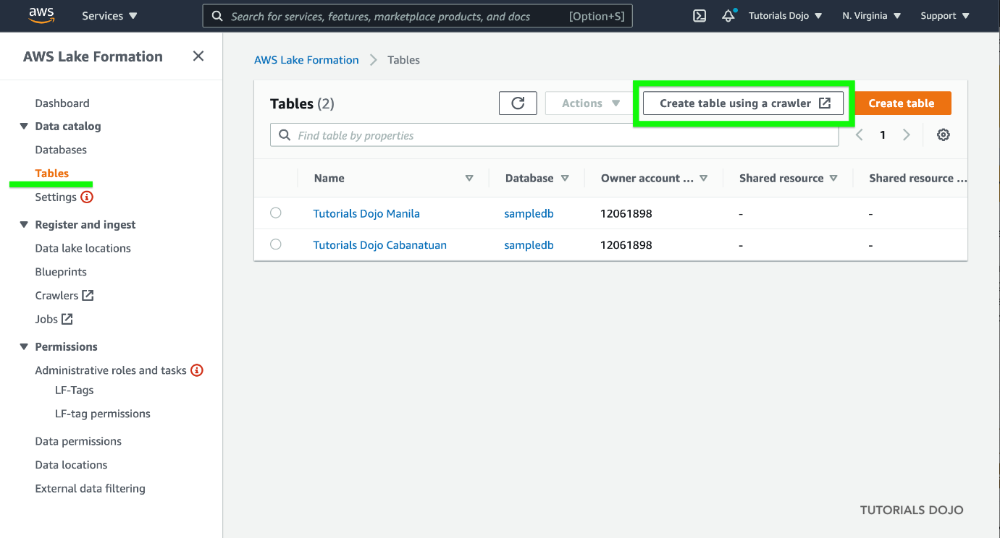 aws Services Search for services, features, marketplace products, and docs [Option+S] Tutorials Dojo N. Virginia Support
AWS Lake Formation
Dashboard
Data catalog
Databases
Tables
Settings
Register and ingest
Data lake locations
Blueprints
Crawlers
Jobs
Permissions
Administrative roles and tasks
LF-Tags
LF-tag permissions
Data permissions
Data locations
External data filtering
AWS Lake Formation Tables
Tables (2) Actions Create table using a crawler Create table
Find table by properties 1
Name Database Owner account ... Shared resource Shared resource ...
Tutorials Dojo Manila sampledb 12061898 - -
Tutorials Dojo Cabanatuan sampledb 12061898 - -
TUTORIALS DOJO